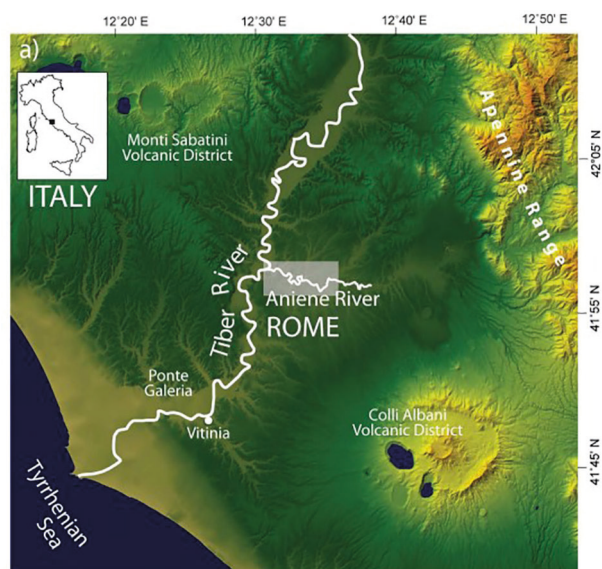 12˚20' E
12˚30' E
12˚40' E
12˚50' E
a)
ITALY
Monti Sabatini
Volcanic District
Apennine Range
42˚05' N
Tiber River
Aniene River
ROME
41˚55' N
Ponte
Galeria
Vitinia
Colli Albani
Volcanic District
41˚45' N
Tyrrhenian
Sea